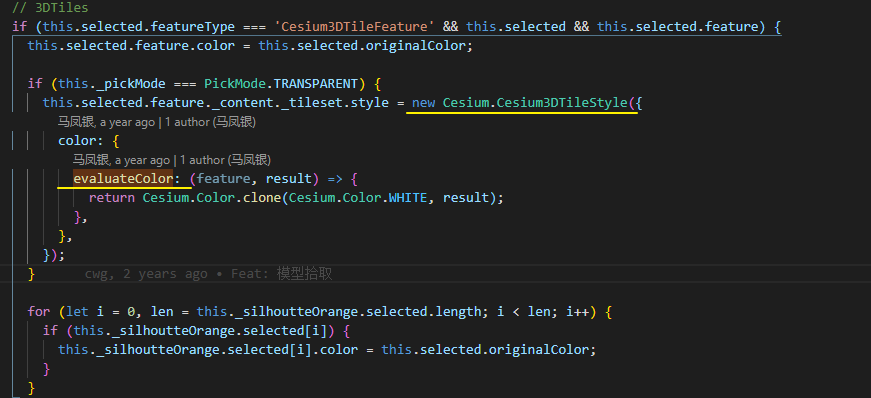 // 3DTiles
if (this.selected.featureType === 'Cesium3DTileFeature' && this.selected && this.selected.feature) {
this.selected.feature.color = this.selected.originalColor;
if (this._pickMode === PickMode.TRANSPARENT) {
this.selected.feature._content._tileset.style = new Cesium.Cesium3DTileStyle({
马凤银, a year ago | 1 author (马凤银)
color: {
马凤银, a year ago | 1 author (马凤银)
evaluateColor: (feature, result) => {
return Cesium.Color.clone(Cesium.Color.WHITE, result);
},
},
});
} cwg, 2 years ago • Feat: 模型拾取
for (let i = 0, len = this._silhoutteOrange.selected.length; i < len; i++) {
if (this._silhoutteOrange.selected[i]) {
this._silhoutteOrange.selected[i].color = this.selected.originalColor;
}
}